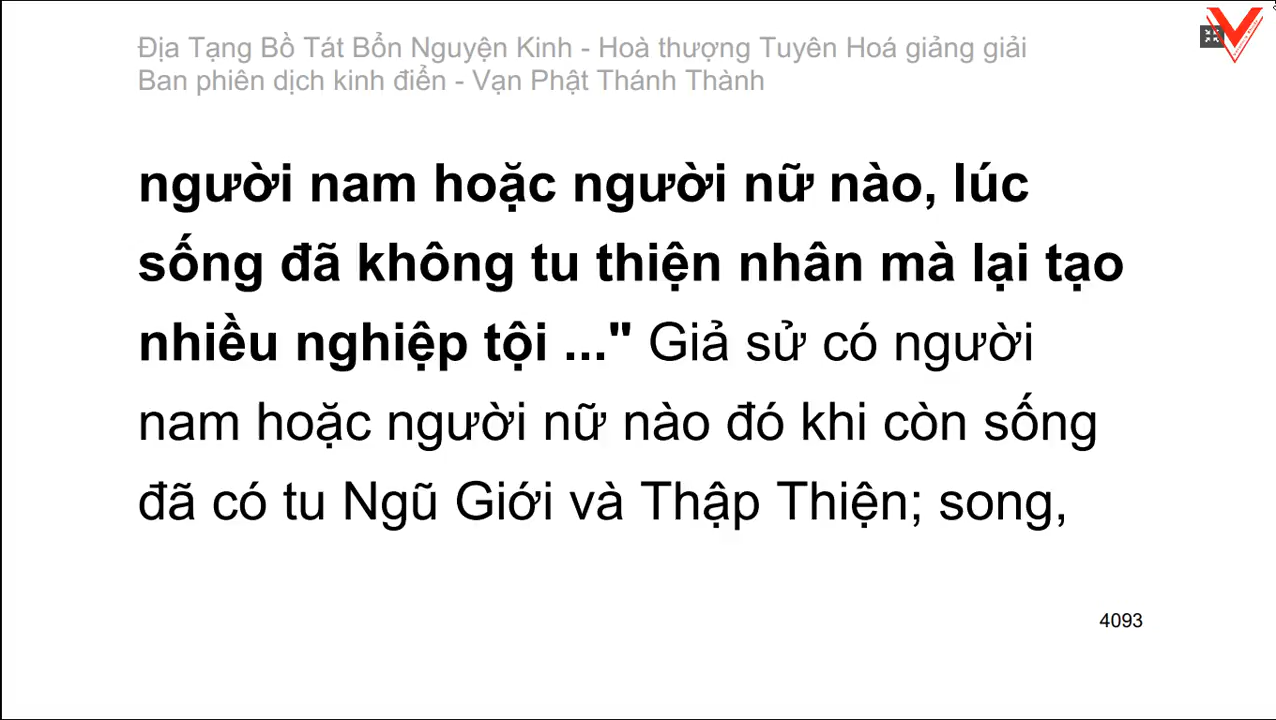 Địa Tạng Bồ Tát Bổn Nguyện Kinh - Hoà thượng Tuyên Hoá giảng giải
Ban phiên dịch kinh điển - Vạn Phật Thánh Thành
người nam hoặc người nữ nào, lúc
sống đã không tu thiện nhân mà lại tạo
nhiều nghiệp tội ..." Giả sử có người
nam hoặc người nữ nào đó khi còn sống
đã có tu Ngũ Giới và Thập Thiện; song,
4093